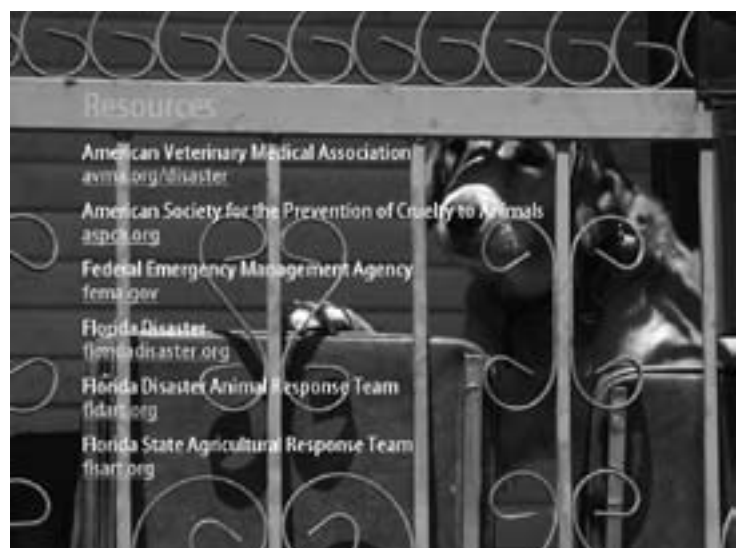 Resources
American Veterinary Medical Association
avma.org/disaster
American Society for the Prevention of Cruelty to Animals
aspca.org
Federal Emergency Management Agency
fema.gov
Florida Disaster
floridadisaster.org
Florida Disaster Animal Response Team
fldart.org
Florida State Agricultural Response Team
flsart.org